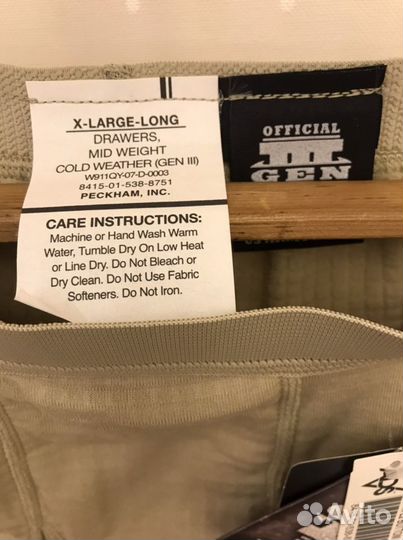 X-LARGE-LONG
DRAWERS,
MID WEIGHT
COLD WEATHER (GEN III)
W911QY-07-D-0003
8415-01-538-8751
PECKHAM, INC.
CARE INSTRUCTIONS:
Machine or Hand Wash Warm
Water, Tumble Dry On Low Heat
or Line Dry. Do Not Bleach or
Dry Clean. Do Not Use Fabric
Softeners. Do Not Iron.
OFFICIAL
III
GEN
Avito